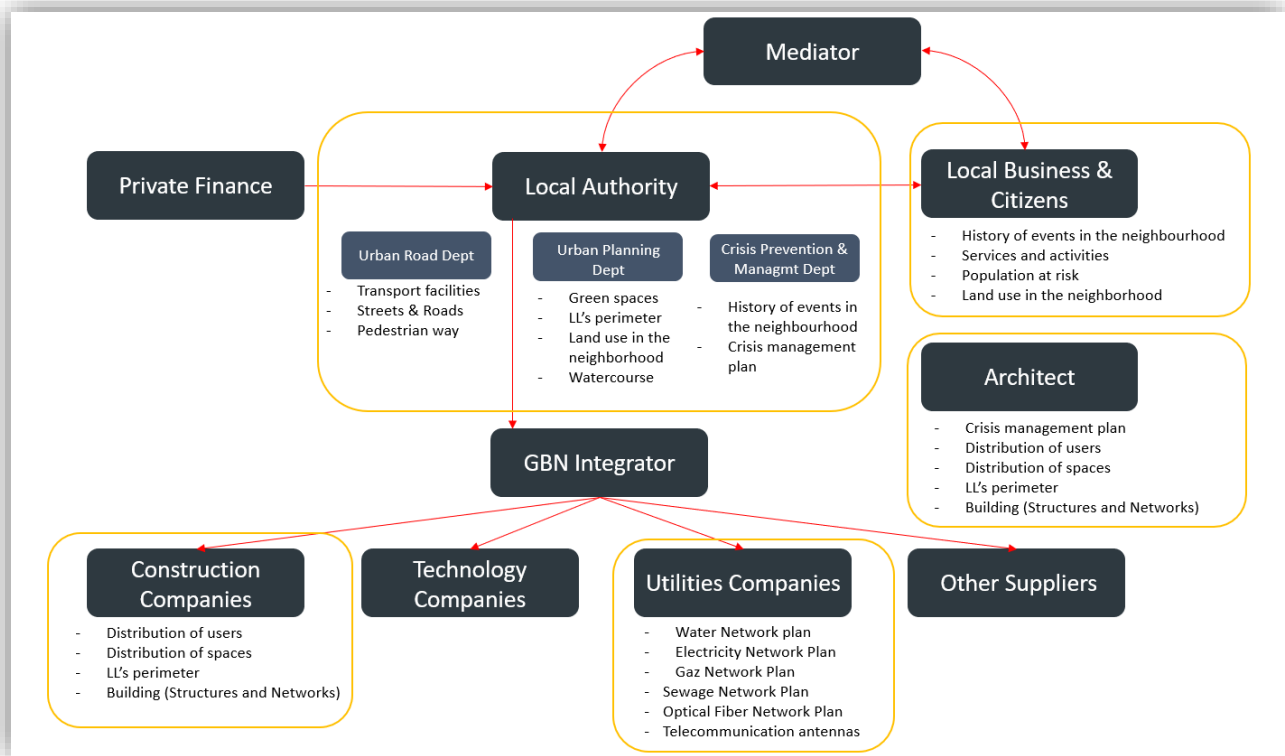 Mediator
Private Finance
Local Authority
Local Business &
Citizens
- History of events in the neighbourhood
- Services and activities
- Population at risk
- Land use in the neighborhood
Urban Road Dept
- Transport facilities
- Streets & Roads
- Pedestrian way
Urban Planning
Dept
- Green spaces
- LL's perimeter
- Land use in the
neighborhood
- Watercourse
Crisis Prevention &
Managmt Dept
- History of events in
the neighbourhood
- Crisis management
plan
Architect
- Crisis management plan
- Distribution of users
- Distribution of spaces
- LL's perimeter
- Building (Structures and Networks)
GBN Integrator
Construction
Companies
- Distribution of users
- Distribution of spaces
- LL's perimeter
- Building (Structures and Networks)
Technology
Companies
Utilities Companies
- Water Network plan
- Electricity Network Plan
- Gaz Network Plan
- Sewage Network Plan
- Optical Fiber Network Plan
- Telecommunication antennas
Other Suppliers